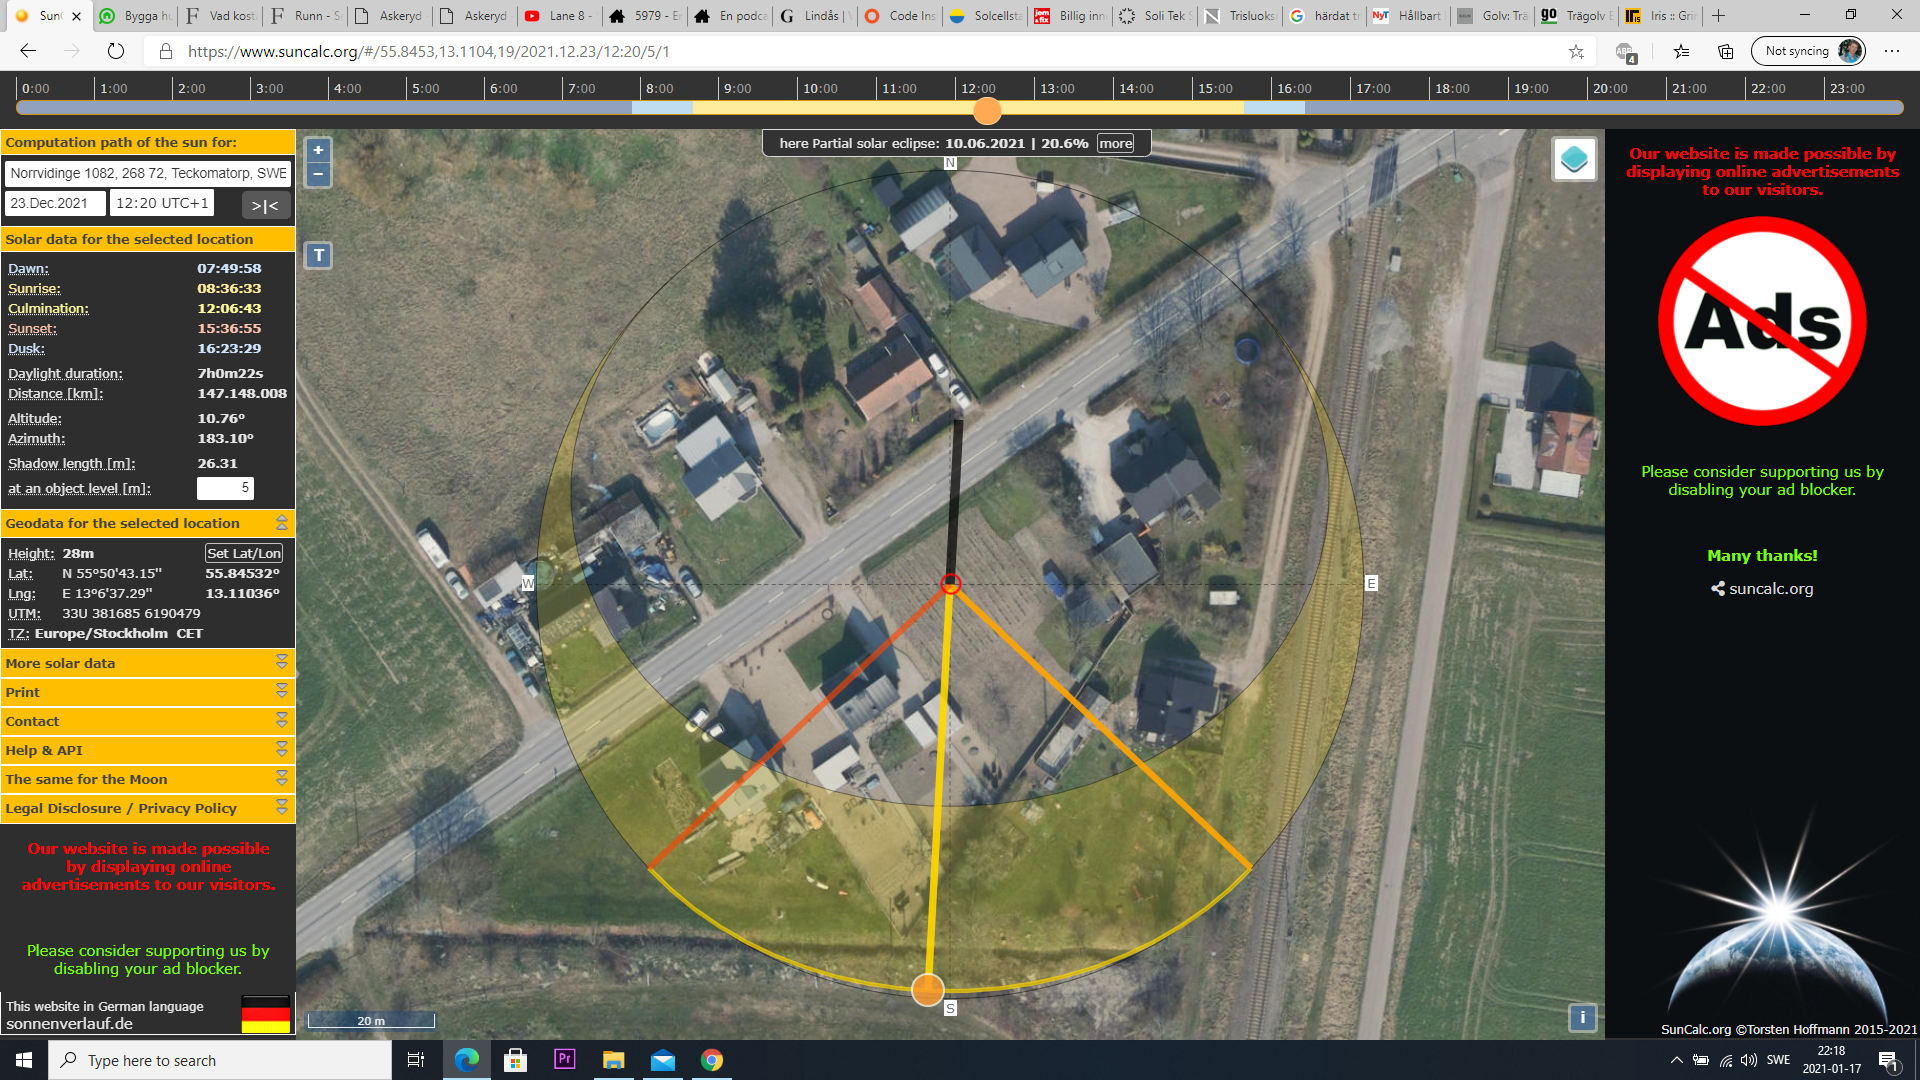 SunC
Bygga hu
Vad kost
Runn - S
Askeryd
Askeryd
Lane 8 -
5979 - En
En podca
Lindås |
Code Ins
Solcellsta
Billig inn
Soli Tek S
Trisluoks
härdat tr
Hållbart
Golv: Trä
Trägolv E
Iris :: Grin
https://www.suncalc.org/#/55.8453,13.1104,19/2021.12.23/12:20/5/1
ABP
4
Not syncing
0:00 1:00 2:00 3:00 4:00 5:00 6:00 7:00 8:00 9:00 10:00 11:00 12:00 13:00 14:00 15:00 16:00 17:00 18:00 19:00 20:00 21:00 22:00 23:00
Computation path of the sun for:
Norrvidinge 1082, 268 72, Teckomatorp, SWE
23.Dec.2021 12:20 UTC+1 >|<
Solar data for the selected location
Dawn: 07:49:58
Sunrise: 08:36:33
Culmination: 12:06:43
Sunset: 15:36:55
Dusk: 16:23:29
Daylight duration: 7h0m22s
Distance [km]: 147.148.008
Altitude: 10.76°
Azimuth: 183.10°
Shadow length [m]: 26.31
at an object level [m]: 5
Geodata for the selected location
Height: 28m Set Lat/Lon
Lat: N 55°50'43.15'' 55.84532°
Lng: E 13°6'37.29'' 13.11036°
UTM: 33U 381685 6190479
TZ: Europe/Stockholm CET
More solar data
Print
Contact
Help & API
The same for the Moon
Legal Disclosure / Privacy Policy
Our website is made possible
by displaying online
advertisements to our visitors.
Please consider supporting us by
disabling your ad blocker.
This website in German language
sonnenverlauf.de
+
−
T
here Partial solar eclipse: 10.06.2021 | 20.6% more
N
W
E
S
20 m
i
Our website is made possible by
displaying online advertisements
to our visitors.
Ads
Please consider supporting us by
disabling your ad blocker.
Many thanks!
suncalc.org
SunCalc.org ©Torsten Hoffmann 2015-2021
Type here to search
Pr
SWE
22:18
2021-01-17
1